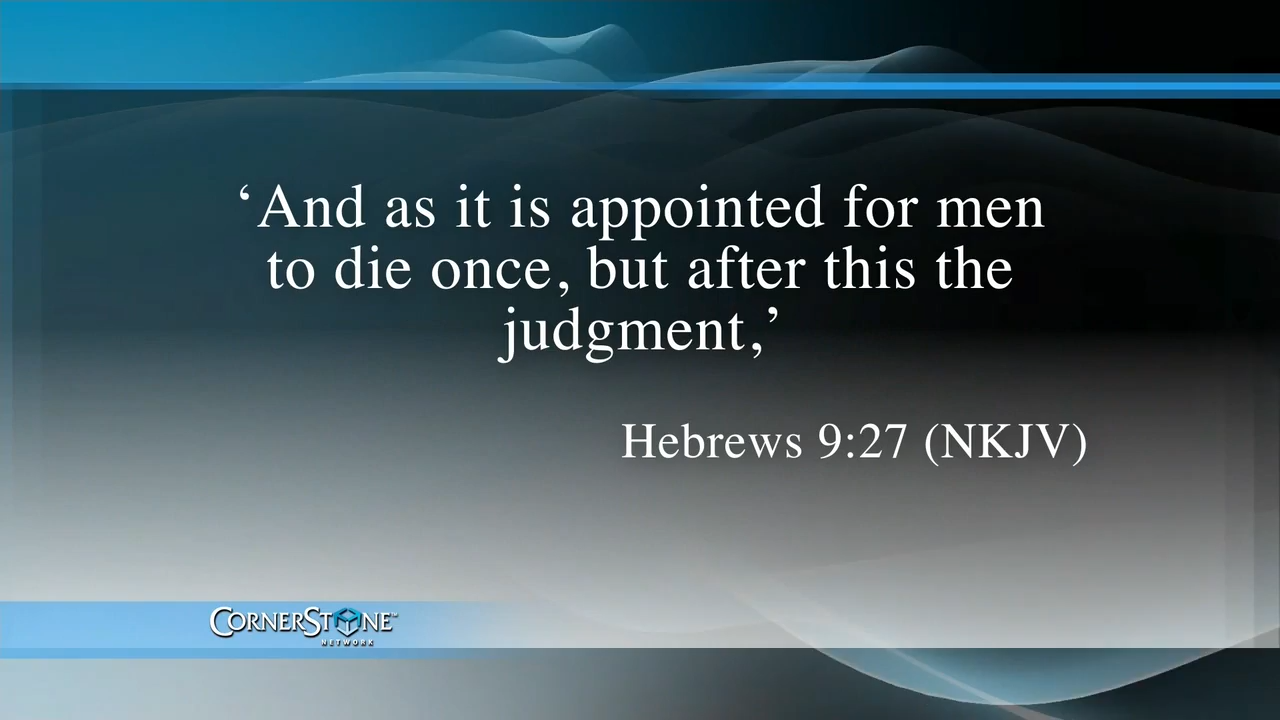 ‘And as it is appointed for men
to die once, but after this the
judgment,’
Hebrews 9:27 (NKJV)
CORNERSTONE™
NETWORK